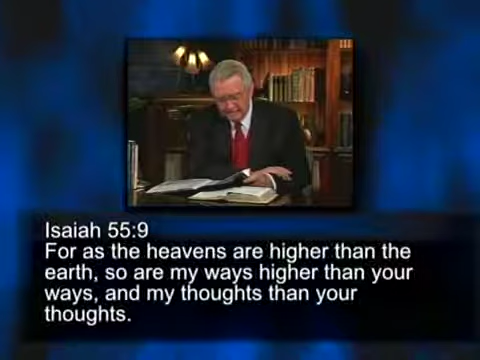 Isaiah 55:9
For as the heavens are higher than the
earth, so are my ways higher than your
ways, and my thoughts than your
thoughts.